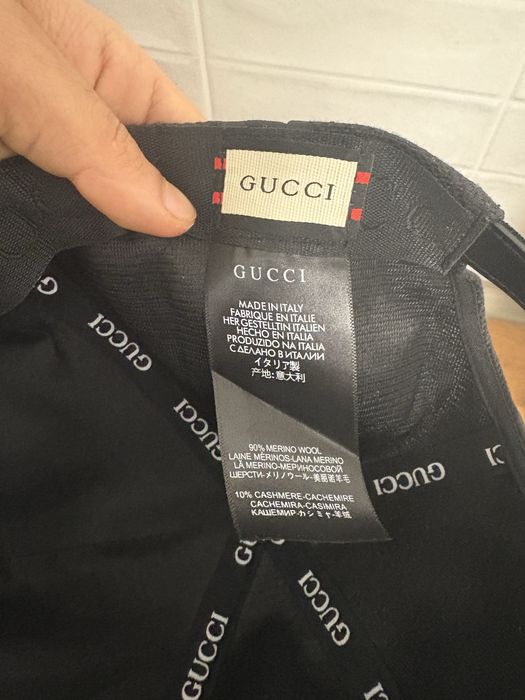 GUCCI
GUCCI
MADE IN ITALY
FABRIQUE EN ITALIE
HER GESTELLTIN ITALIEN
HECHO EN ITALIA
PRODUZIDO NA ITALIA
СДЕЛАНО В ИТАЛИИ
イタリア製
产地:意大利
90% MERINO WOOL
LAINE MÉRINOS-LANA MERINO
LÃ MERINO-МЕРИНОСОВОЙ
ШЕРСТИ-メリノウール-美丽诺羊毛
10% CASHMERE-CACHEMIRE
CACHEMIRA-CASIMIRA
КАШЕМИР-カシミャ-羊绒
GUCCI
GUCCI
GUCCI
GUCCI
GUCCI